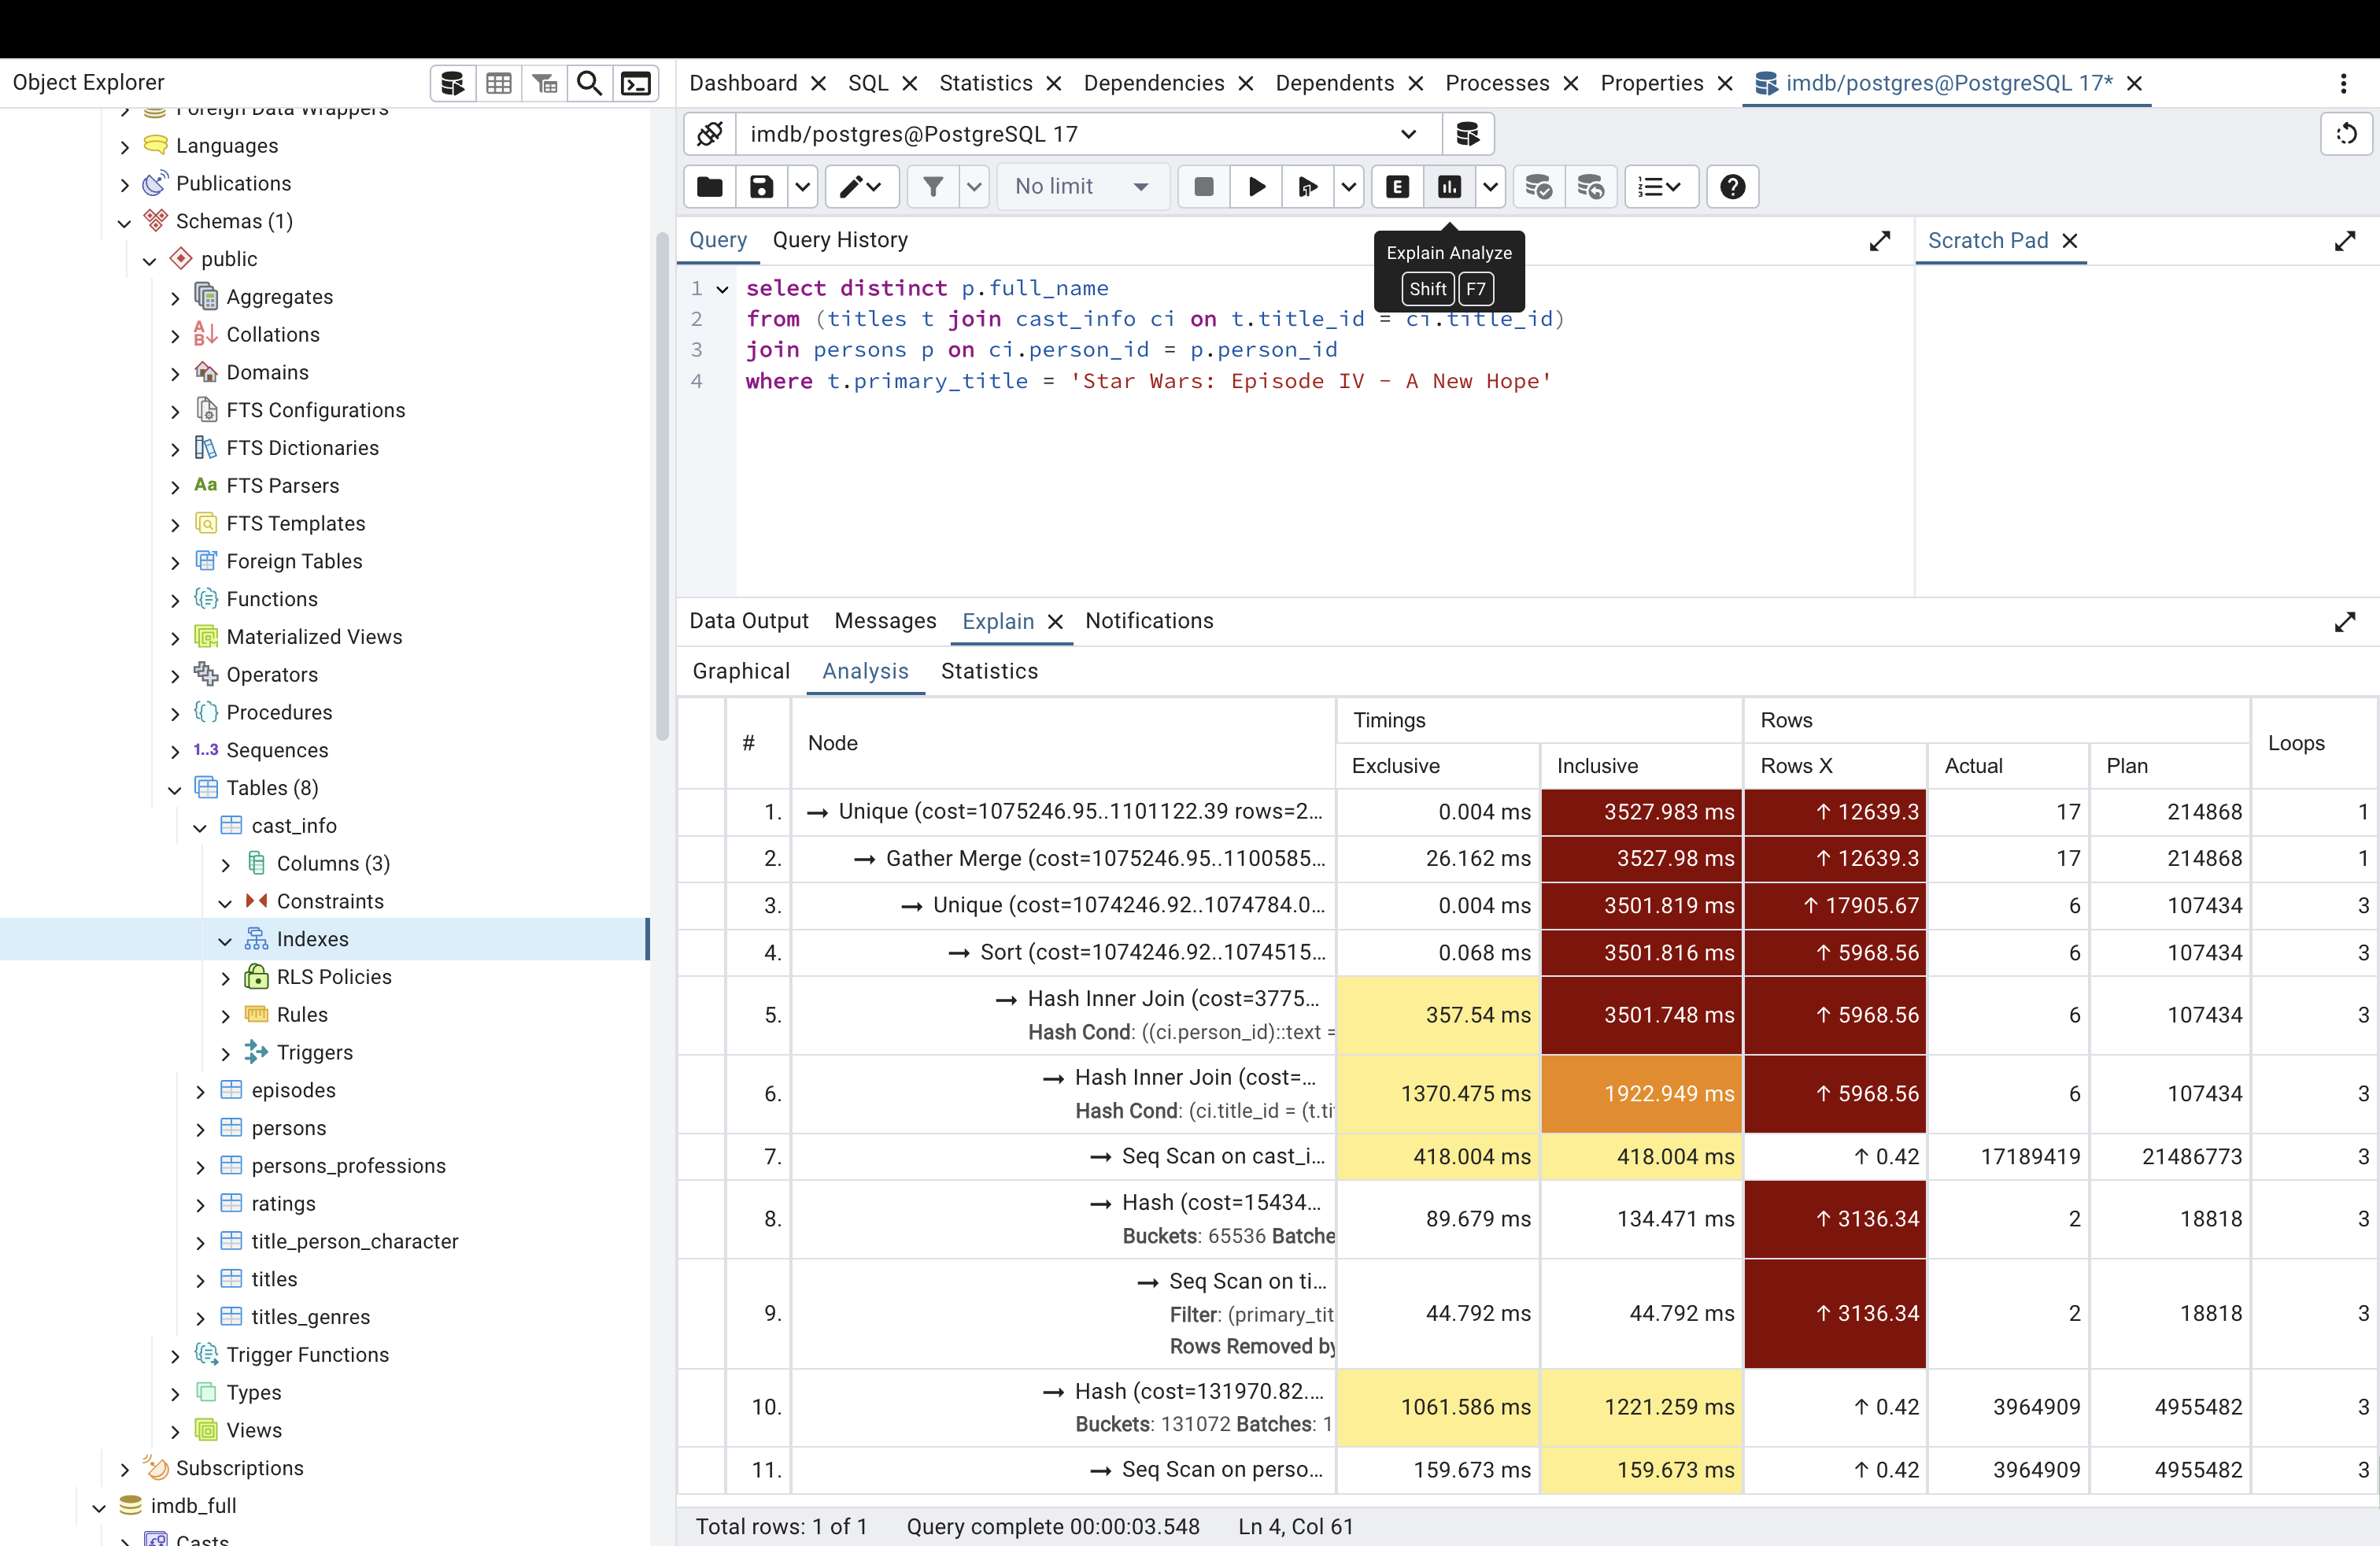 Object Explorer
Foreign Data Wrappers
Languages
Publications
Schemas (1)
public
Aggregates
Collations
Domains
FTS Configurations
FTS Dictionaries
Aa FTS Parsers
FTS Templates
Foreign Tables
Functions
Materialized Views
Operators
Procedures
1..3 Sequences
Tables (8)
cast_info
Columns (3)
Constraints
Indexes
RLS Policies
Rules
Triggers
episodes
persons
persons_professions
ratings
title_person_character
titles
titles_genres
Trigger Functions
Types
Views
Subscriptions
imdb_full
Casts
Dashboard SQL Statistics Dependencies Dependents Processes Properties imdb/postgres@PostgreSQL 17*
imdb/postgres@PostgreSQL 17
No limit E
Query Query History
Explain Analyze
Shift F7
Scratch Pad
1 select distinct p.full_name
2 from (titles t join cast_info ci on t.title_id = ci.title_id)
3 join persons p on ci.person_id = p.person_id
4 where t.primary_title = 'Star Wars: Episode IV - A New Hope'
Data Output Messages Explain Notifications
Graphical Analysis Statistics
# Node Timings Rows Loops
Exclusive Inclusive Rows X Actual Plan
1. → Unique (cost=1075246.95..1101122.39 rows=2... 0.004 ms 3527.983 ms ↑ 12639.3 17 214868 1
2. → Gather Merge (cost=1075246.95..1100585... 26.162 ms 3527.98 ms ↑ 12639.3 17 214868 1
3. → Unique (cost=1074246.92..1074784.0... 0.004 ms 3501.819 ms ↑ 17905.67 6 107434 3
4. → Sort (cost=1074246.92..1074515... 0.068 ms 3501.816 ms ↑ 5968.56 6 107434 3
5. → Hash Inner Join (cost=3775... 357.54 ms 3501.748 ms ↑ 5968.56 6 107434 3
Hash Cond: ((ci.person_id)::text =
6. → Hash Inner Join (cost=... 1370.475 ms 1922.949 ms ↑ 5968.56 6 107434 3
Hash Cond: (ci.title_id = (t.ti
7. → Seq Scan on cast_i... 418.004 ms 418.004 ms ↑ 0.42 17189419 21486773 3
8. → Hash (cost=15434... 89.679 ms 134.471 ms ↑ 3136.34 2 18818 3
Buckets: 65536 Batche
9. → Seq Scan on ti... 44.792 ms 44.792 ms ↑ 3136.34 2 18818 3
Filter: (primary_tit
Rows Removed by
10. → Hash (cost=131970.82.... 1061.586 ms 1221.259 ms ↑ 0.42 3964909 4955482 3
Buckets: 131072 Batches: 1
11. → Seq Scan on perso... 159.673 ms 159.673 ms ↑ 0.42 3964909 4955482 3
Total rows: 1 of 1 Query complete 00:00:03.548 Ln 4, Col 61